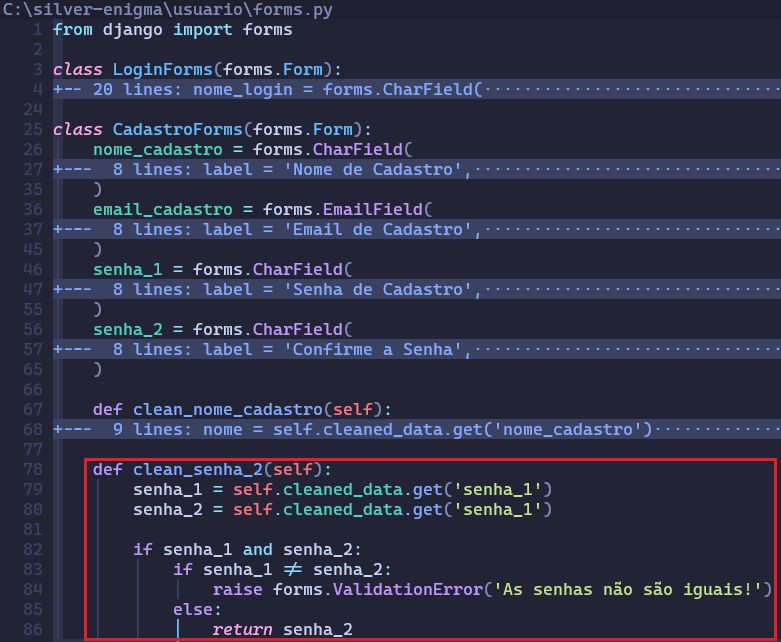 C:\silver-enigma\usuario\forms.py
1 from django import forms
2
3 class LoginForms(forms.Form):
4 +-- 20 lines: nome_login = forms.CharField(··································
24
25 class CadastroForms(forms.Form):
26     nome_cadastro = forms.CharField(
27 +---  8 lines: label = 'Nome de Cadastro',·······························
35     )
36     email_cadastro = forms.EmailField(
37 +---  8 lines: label = 'Email de Cadastro',······························
45     )
46     senha_1 = forms.CharField(
47 +---  8 lines: label = 'Senha de Cadastro',······························
55     )
56     senha_2 = forms.CharField(
57 +---  8 lines: label = 'Confirme a Senha',·······························
65     )
66
67     def clean_nome_cadastro(self):
68 +---  9 lines: nome = self.cleaned_data.get('nome_cadastro')·············
77
78     def clean_senha_2(self):
79         senha_1 = self.cleaned_data.get('senha_1')
80         senha_2 = self.cleaned_data.get('senha_1')
81
82         if senha_1 and senha_2:
83             if senha_1 != senha_2:
84                 raise forms.ValidationError('As senhas não são iguais!')
85             else:
86                 return senha_2